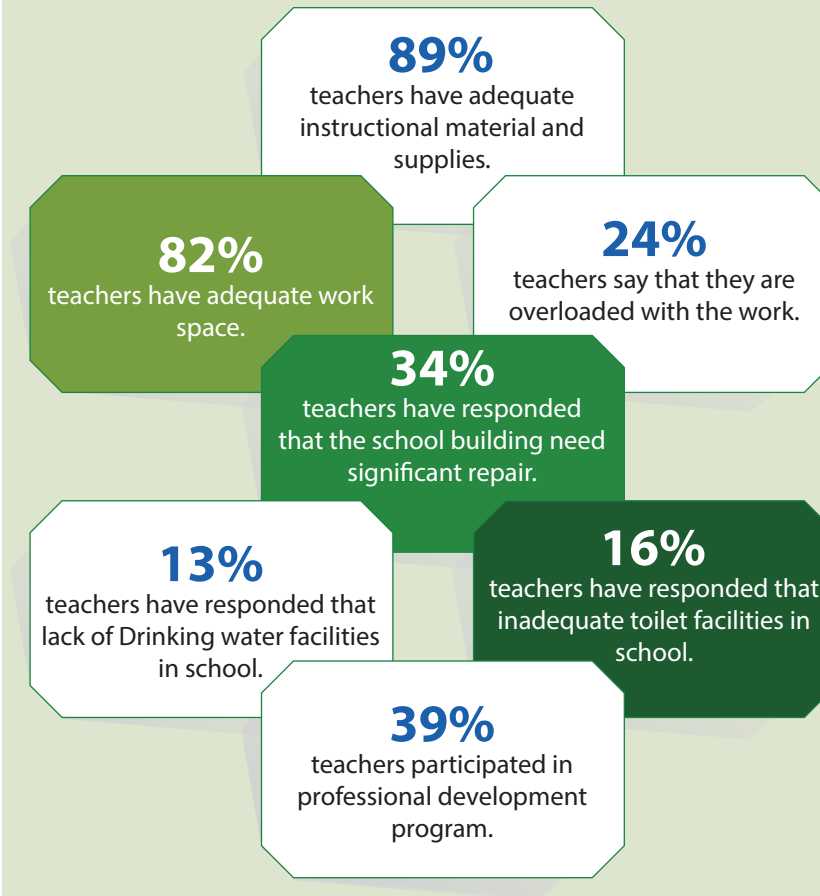 89%
teachers have adequate
instructional material and
supplies.
82%
teachers have adequate work
space.
24%
teachers say that they are
overloaded with the work.
34%
teachers have responded
that the school building need
significant repair.
13%
teachers have responded that
lack of Drinking water facilities
in school.
16%
teachers have responded that
inadequate toilet facilities in
school.
39%
teachers participated in
professional development
program.